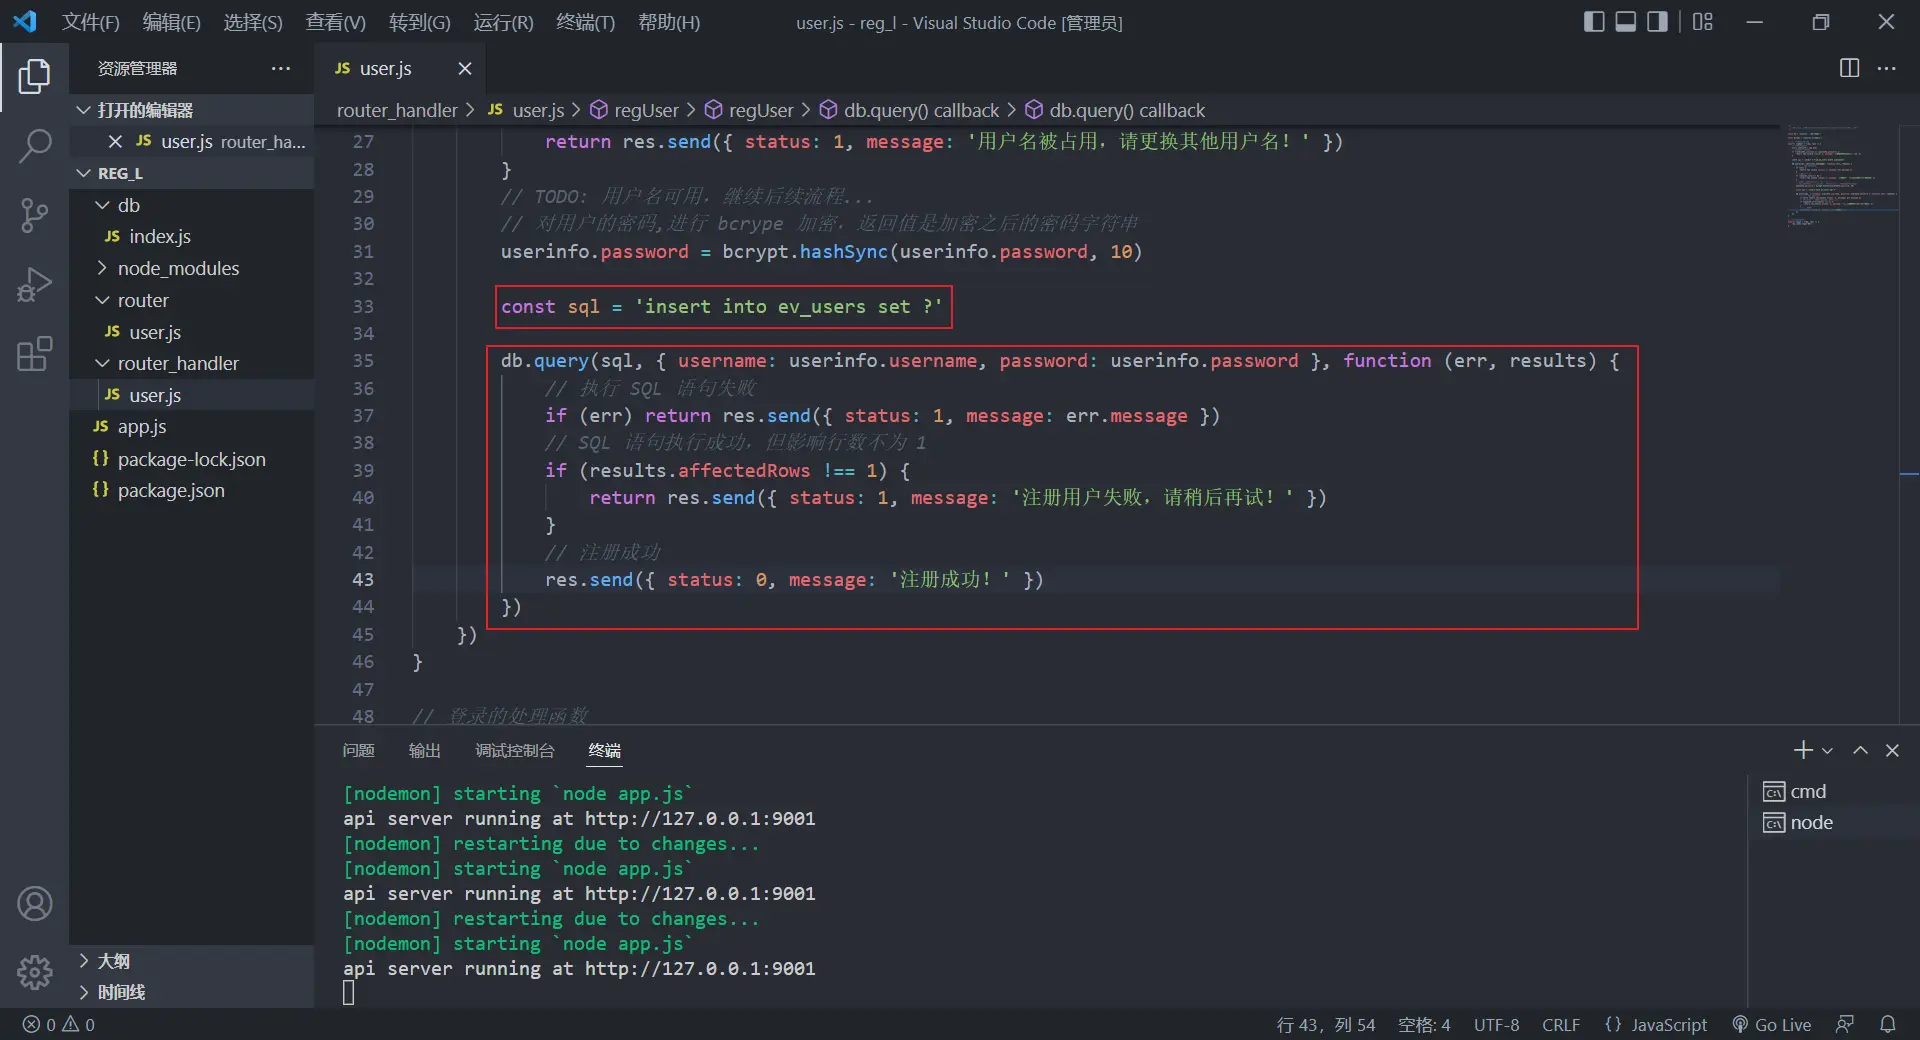 文件(F) 编辑(E) 选择(S) 查看(V) 转到(G) 运行(R) 终端(T) 帮助(H) user.js - reg_l - Visual Studio Code [管理员]
资源管理器 ...
打开的编辑器
JS user.js router_ha...
REG_L
db
JS index.js
node_modules
router
JS user.js
router_handler
JS user.js
JS app.js
{} package-lock.json
{} package.json
大纲
时间线
JS user.js
router_handler > JS user.js > regUser > regUser > db.query() callback > db.query() callback
27 return res.send({ status: 1, message: '用户名被占用，请更换其他用户名！' })
28 }
29 // TODO: 用户名可用，继续后续流程...
30 // 对用户的密码,进行 bcrype 加密，返回值是加密之后的密码字符串
31 userinfo.password = bcrypt.hashSync(userinfo.password, 10)
32
33 const sql = 'insert into ev_users set ?'
34
35 db.query(sql, { username: userinfo.username, password: userinfo.password }, function (err, results) {
36 // 执行 SQL 语句失败
37 if (err) return res.send({ status: 1, message: err.message })
38 // SQL 语句执行成功，但影响行数不为 1
39 if (results.affectedRows !== 1) {
40 return res.send({ status: 1, message: '注册用户失败，请稍后再试！' })
41 }
42 // 注册成功
43 res.send({ status: 0, message: '注册成功！' })
44 })
45 })
46 }
47
48 // 登录的处理函数
问题 输出 调试控制台 终端
[nodemon] starting `node app.js`
api server running at http://127.0.0.1:9001
[nodemon] restarting due to changes...
[nodemon] starting `node app.js`
api server running at http://127.0.0.1:9001
[nodemon] restarting due to changes...
[nodemon] starting `node app.js`
api server running at http://127.0.0.1:9001
cmd
node
0 0 行 43，列 54 空格: 4 UTF-8 CRLF {} JavaScript Go Live